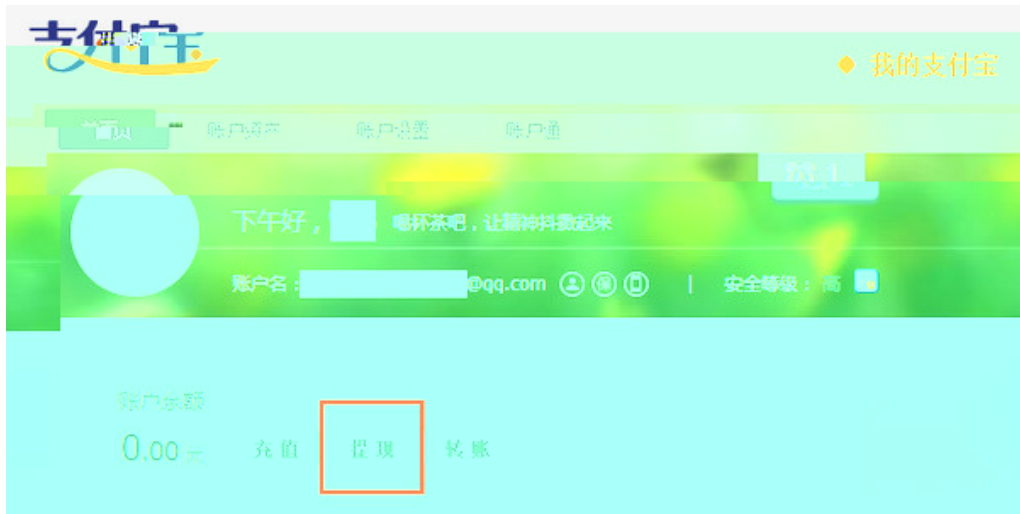 支付宝
我的支付宝
首页 账户资产 账户设置 账户通
下午好， 喝杯茶吧，让精神抖擞起来
账户名： @qq.com 保 | 安全等级： 高
账户余额
0.00 元 充值 提现 转账